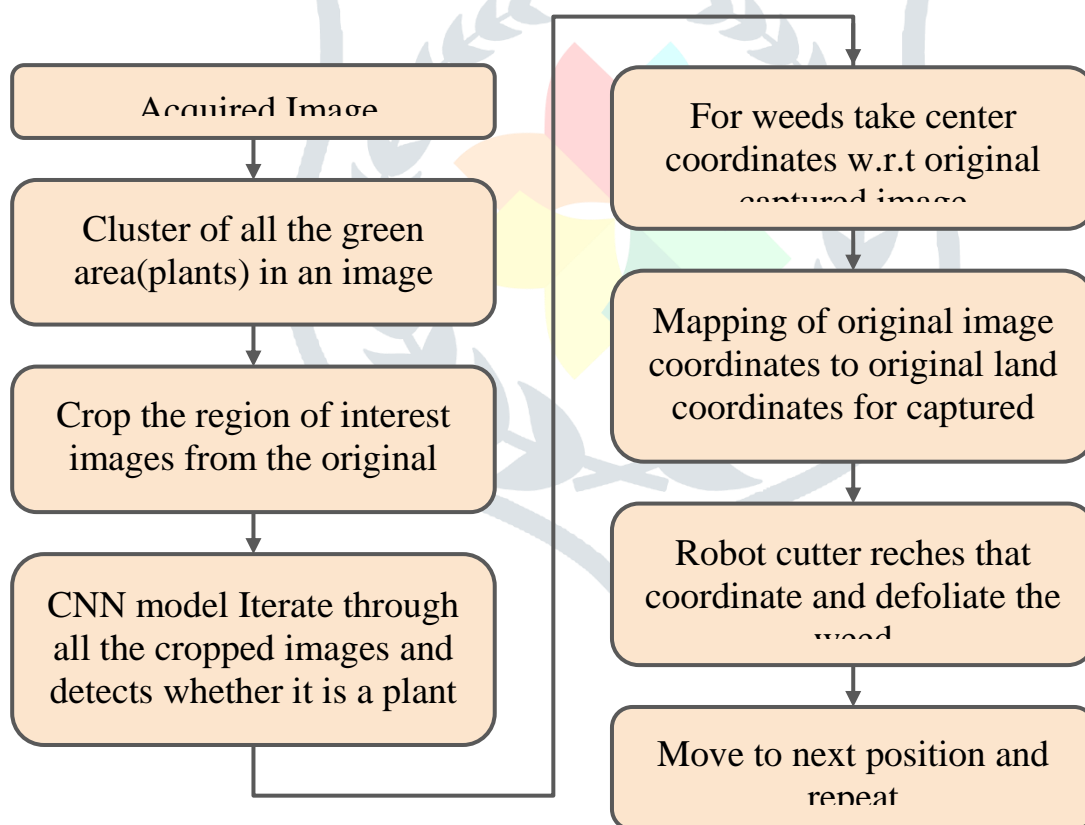 Acquired Image
Cluster of all the green
area(plants) in an image
Crop the region of interest
images from the original
CNN model Iterate through
all the cropped images and
detects whether it is a plant
For weeds take center
coordinates w.r.t original
captured image
Mapping of original image
coordinates to original land
coordinates for captured
Robot cutter reches that
coordinate and defoliate the
weed
Move to next position and
repeat